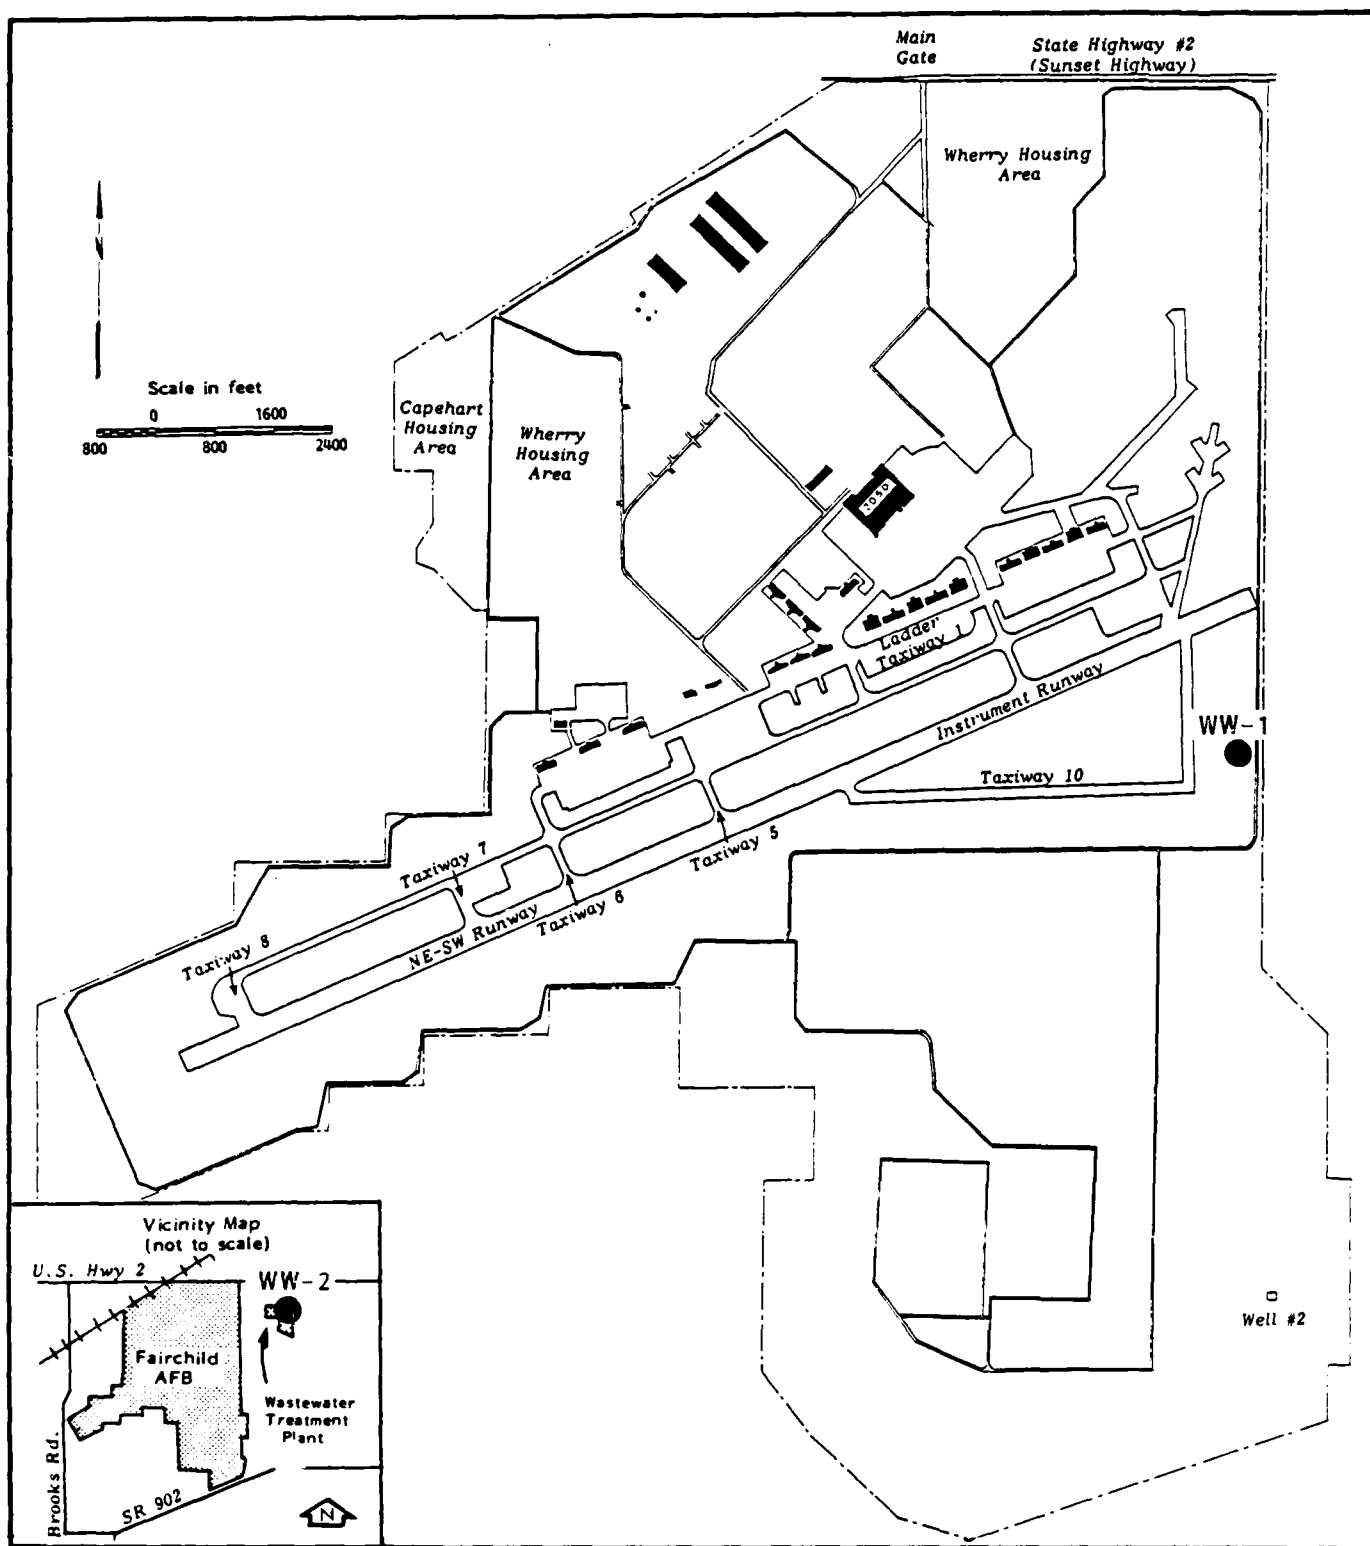 Main
Gate
State Highway #2
(Sunset Highway)
Wherry Housing
Area
Scale in feet
0 1600
800 800 2400
Capehart
Housing
Area
Wherry
Housing
Area
2050
Ladder
Taxiway 1
Instrument Runway
WW-1
Taxiway 10
Taxiway 5
Taxiway 7
Taxiway 6
NE-SW Runway
Taxiway 8
Vicinity Map
(not to scale)
U.S. Hwy 2
WW-2
Fairchild
AFB
Wastewater
Treatment
Plant
Brooks Rd.
SR 902
N
Well #2